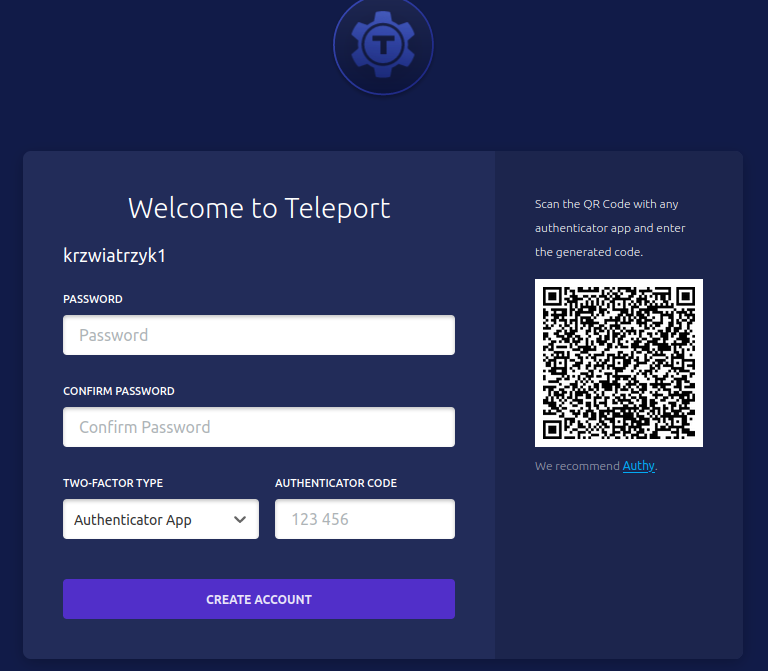 T
Welcome to Teleport
krzwiatrzyk1
PASSWORD
Password
CONFIRM PASSWORD
Confirm Password
TWO-FACTOR TYPE
AUTHENTICATOR CODE
Authenticator App
123 456
CREATE ACCOUNT
Scan the QR Code with any
authenticator app and enter
the generated code.
We recommend Authy.